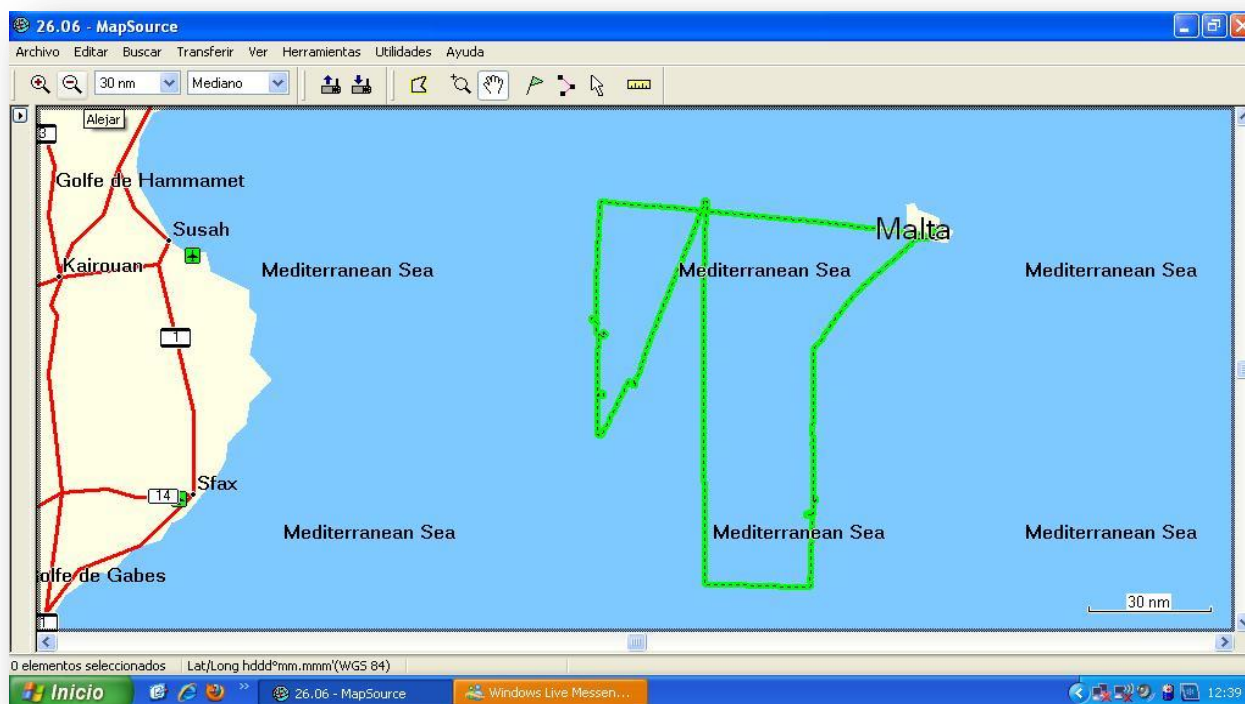 26.06 - MapSource
Archivo Editar Buscar Transferir Ver Herramientas Utilidades Ayuda
30 nm Mediano
Alejar
3
Golfe de Hammamet
Susah
Malta
Kairouan
Mediterranean Sea Mediterranean Sea Mediterranean Sea
1
14 Sfax
Mediterranean Sea Mediterranean Sea Mediterranean Sea
olfe de Gabes
30 nm
1
0 elementos seleccionados Lat/Long hddd°mm.mmm'(WGS 84)
Inicio 26.06 - MapSource Windows Live Messen... 12:39